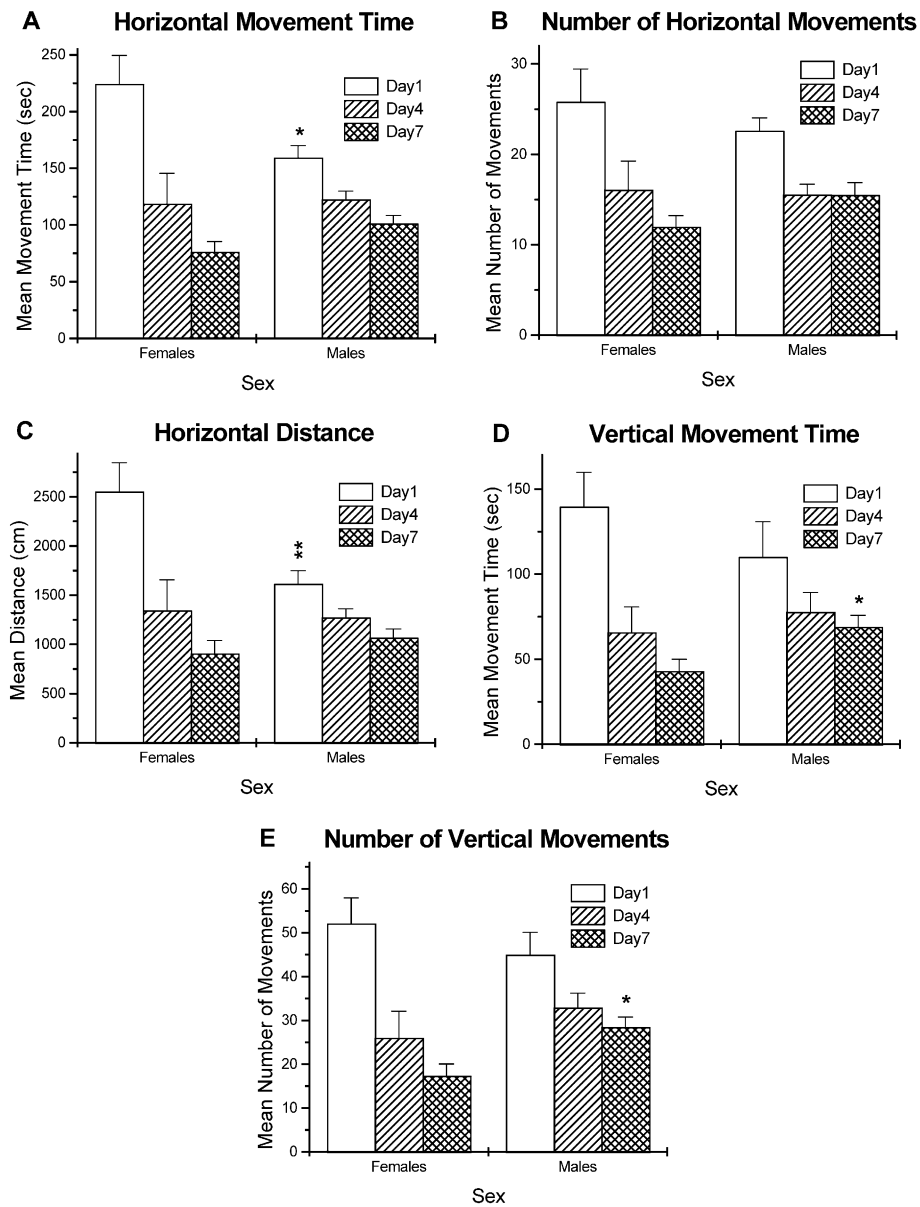 A Horizontal Movement Time
Mean Movement Time (sec)
250
200
150
100
50
0
Day1
Day4
Day7
*
Females Males
Sex
B Number of Horizontal Movements
Mean Number of Movements
30
20
10
0
Day1
Day4
Day7
Females Males
Sex
C Horizontal Distance
Mean Distance (cm)
2500
2000
1500
1000
500
0
Day1
Day4
Day7
**
Females Males
Sex
D Vertical Movement Time
Mean Movement Time (sec)
150
100
50
0
Day1
Day4
Day7
*
Females Males
Sex
E Number of Vertical Movements
Mean Number of Movements
60
50
40
30
20
10
0
Day1
Day4
Day7
*
Females Males
Sex